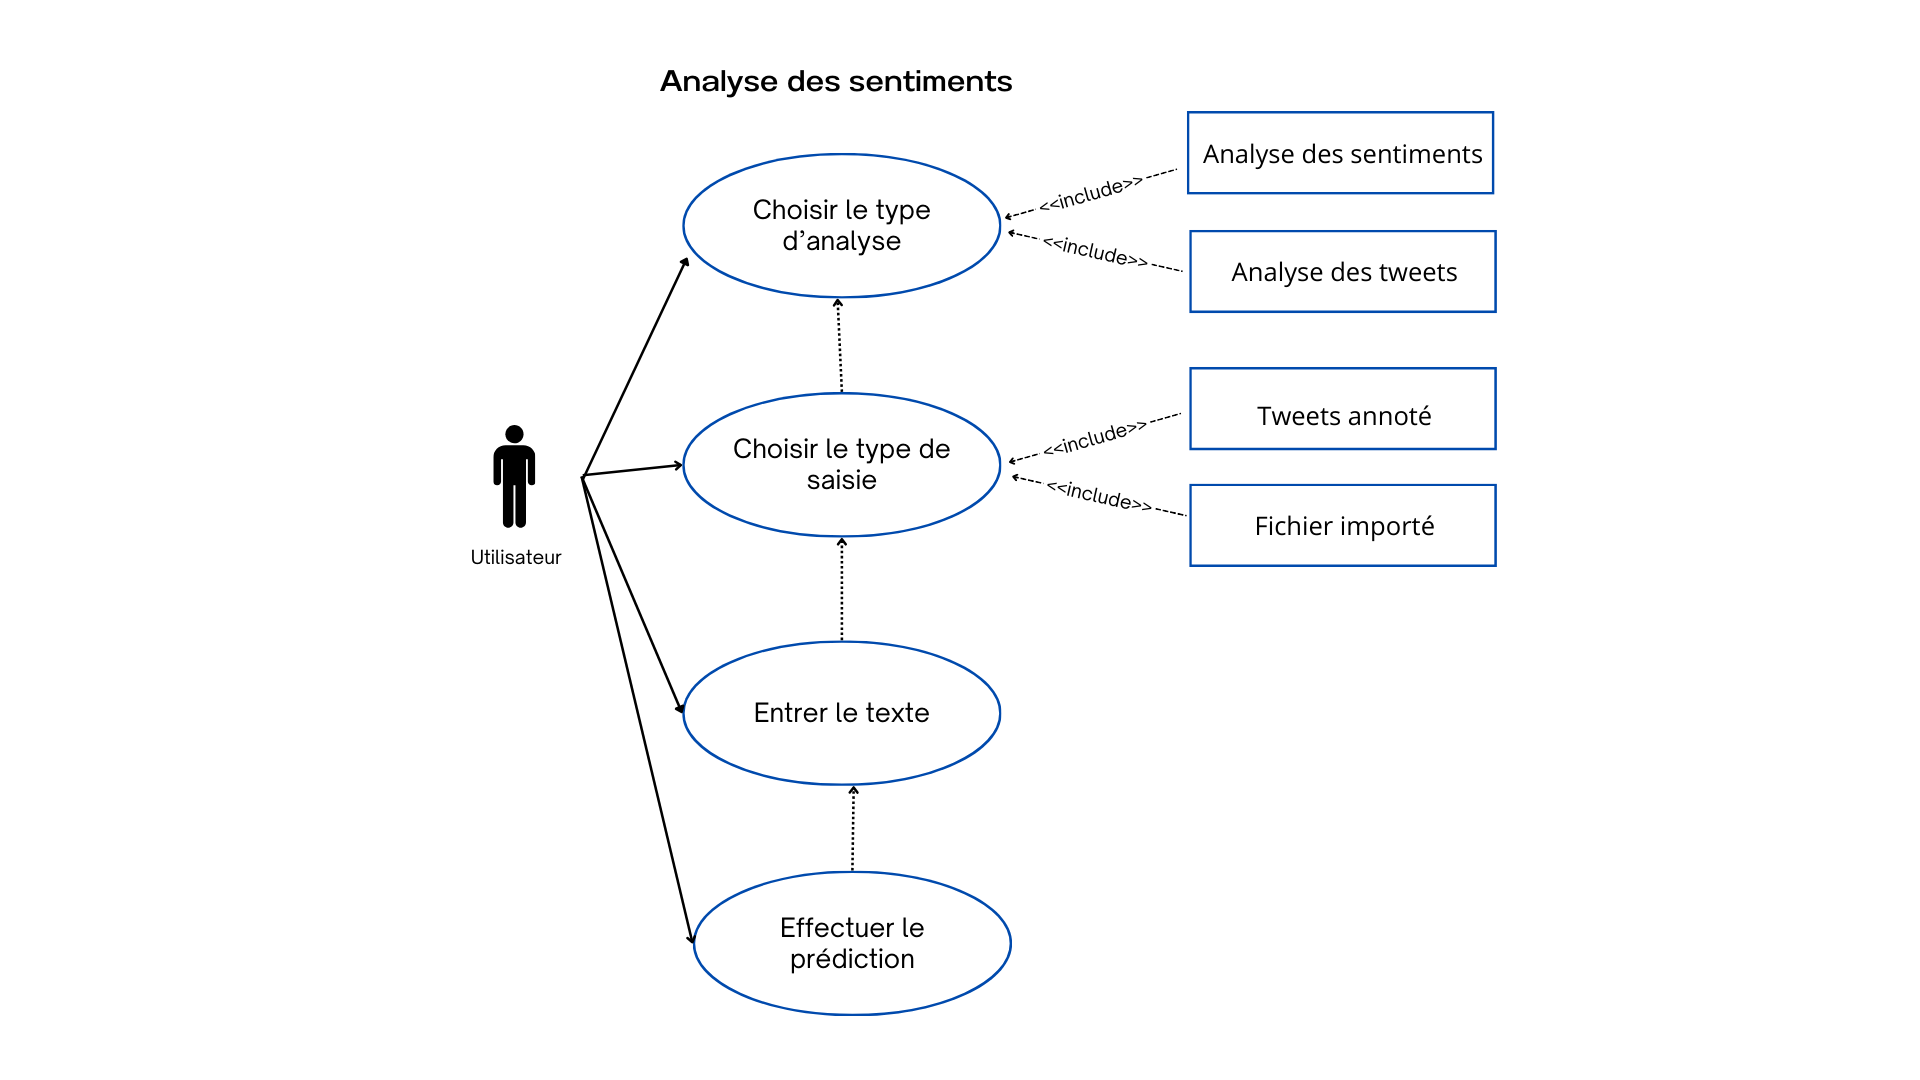 Analyse des sentiments
Choisir le type
d’analyse
<<include>>
Analyse des sentiments
<<include>>
Analyse des tweets
Choisir le type de
saisie
<<include>>
Tweets annoté
<<include>>
Fichier importé
Utilisateur
Entrer le texte
Effectuer le
prédiction